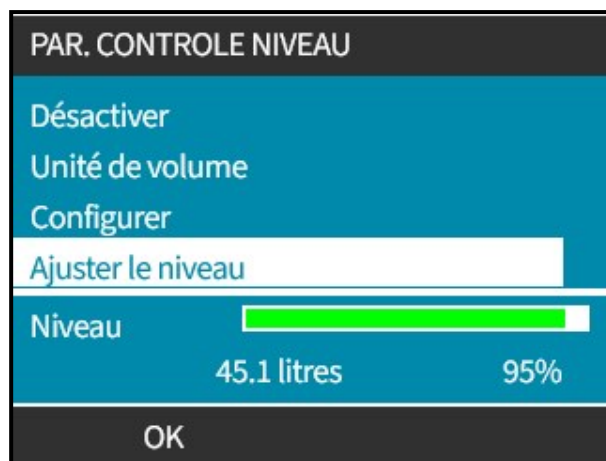 PAR. CONTROLE NIVEAU
Désactiver
Unité de volume
Configurer
Ajuster le niveau
Niveau
45.1 litres 95%
OK